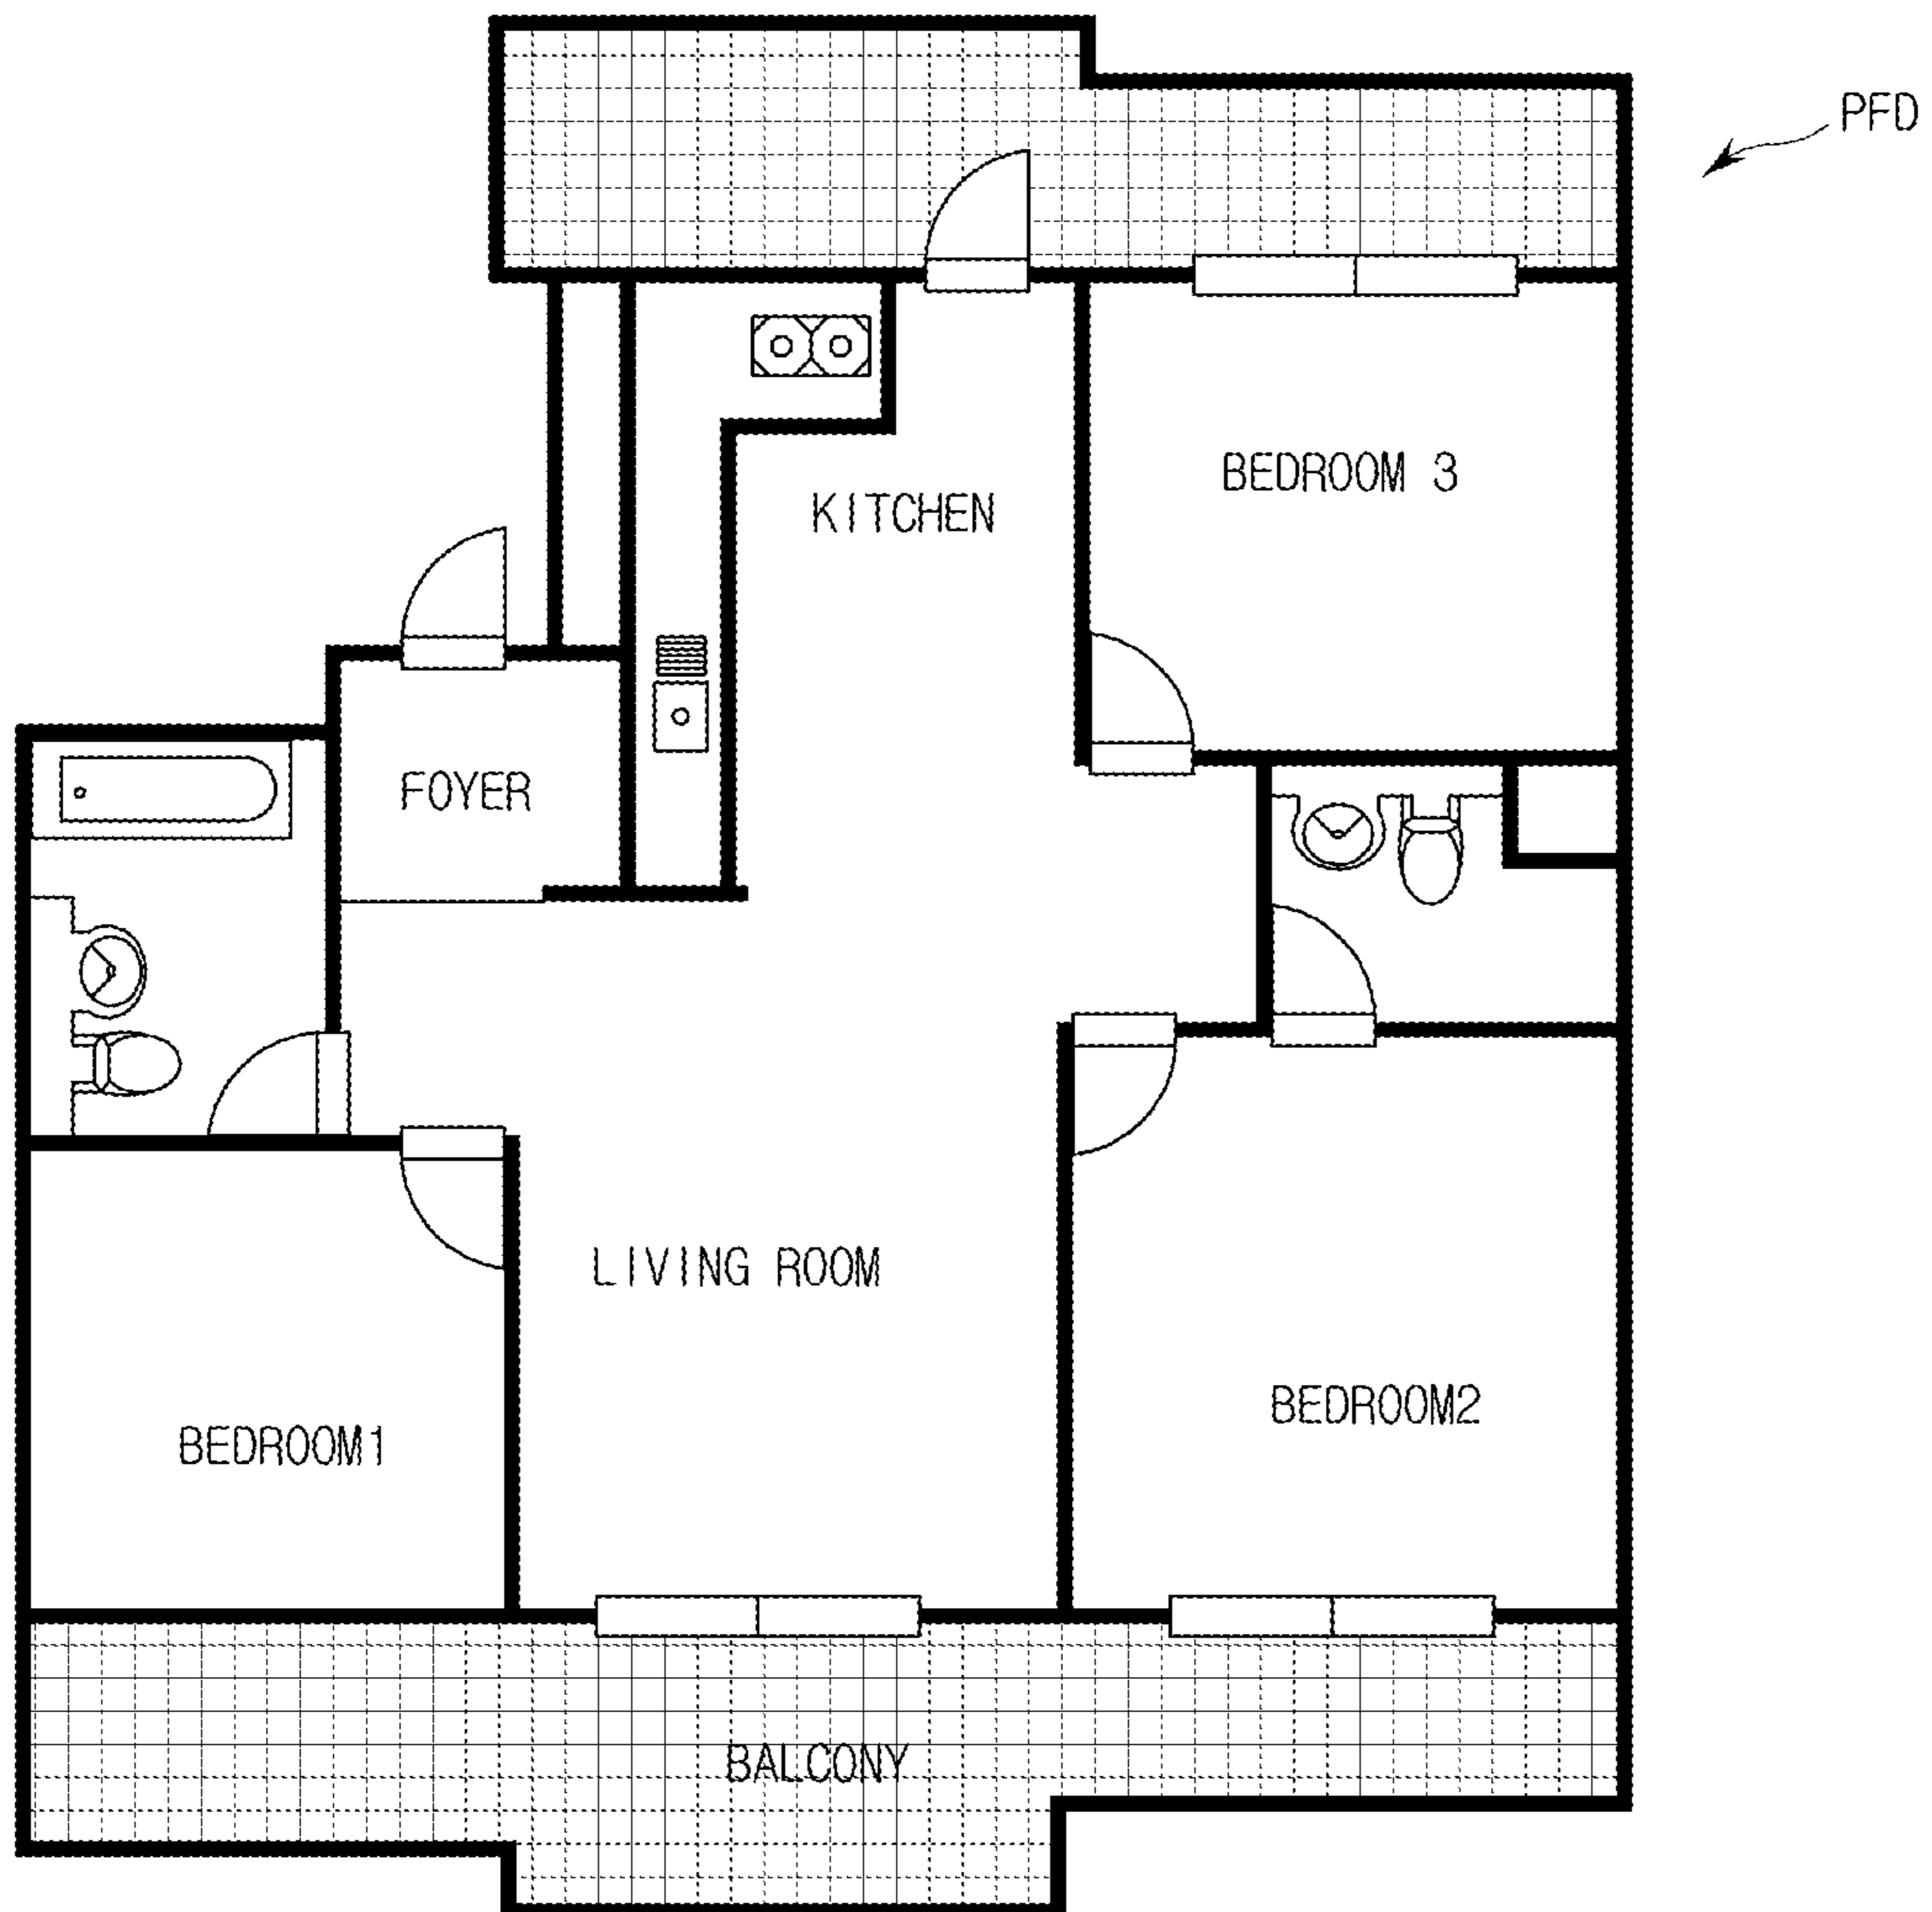 PFD
BEDROOM 3
KITCHEN
FOYER
LIVING ROOM
BEDROOM2
BEDROOM1
BALCONY